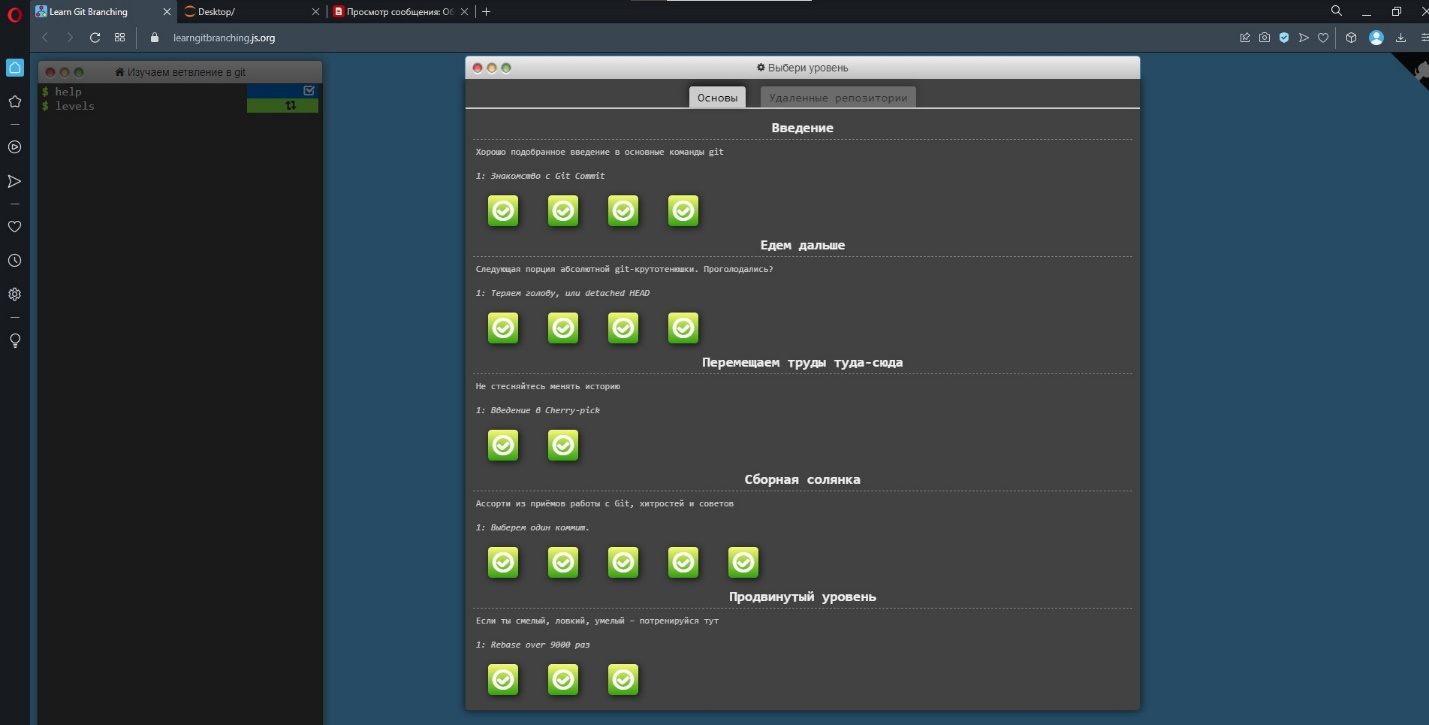 Learn Git Branching
Desktop/
Просмотр сообщения: Об
learngitbranching.js.org
Изучаем ветвление в git
$ help
$ levels
Выбери уровень
Основы
Удаленные репозитории
Введение
Хорошо подобранное введение в основные команды git
1: Знакомство с Git Commit
Едем дальше
Следующая порция абсолютной git-крутотенюшки. Проголодались?
1: Теряем голову, или detached HEAD
Перемещаем труды туда-сюда
Не стесняйтесь менять историю
1: Введение в Cherry-pick
Сборная солянка
Ассорти из приёмов работы с Git, хитростей и советов
1: Выберем один коммит.
Продвинутый уровень
Если ты смелый, ловкий, умелый – потренируйся тут
1: Rebase over 9000 раз